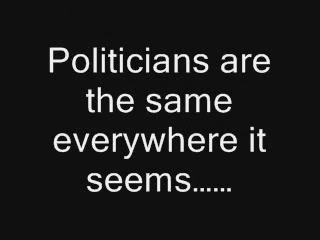 Politicians are
the same
everywhere it
seems......